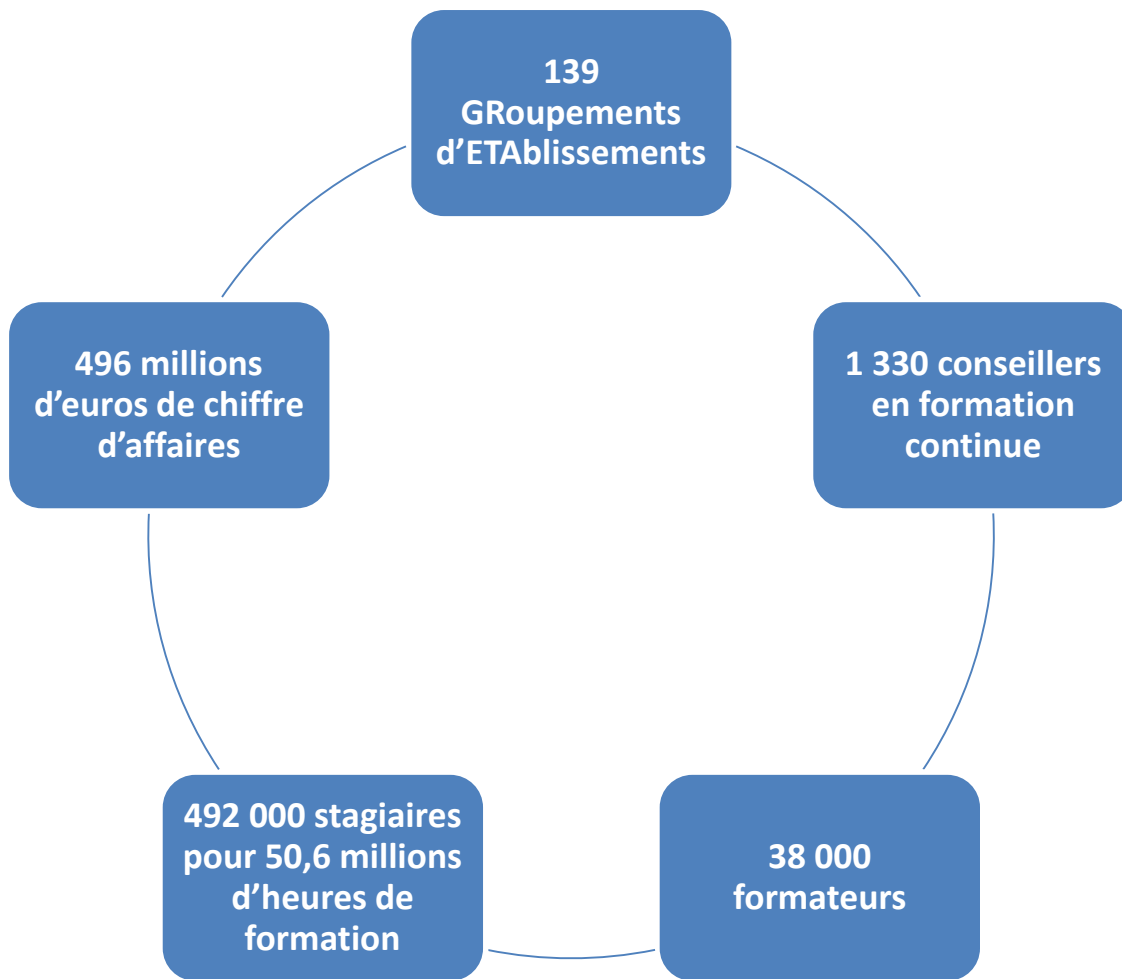 139
GRoupements
d'ETAblissements
1 330 conseillers
en formation
continue
38 000
formateurs
492 000 stagiaires
pour 50,6 millions
d'heures de
formation
496 millions
d'euros de chiffre
d'affaires